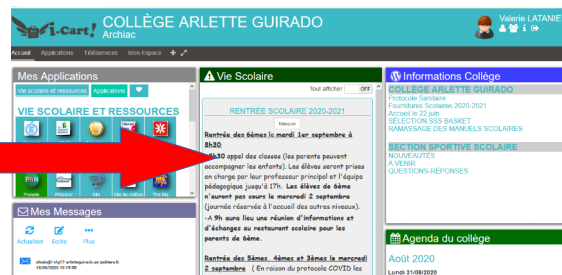 i-Cart!
COLLÈGE ARLETTE GUIRADO
Archiac
Valerie LATANIE
Accueil Applications Téléservices Mon Espace
Mes Applications
Vie scolaire et ressources Applications
VIE SCOLAIRE ET RESSOURCES
PRN
Mes Messages
Actualiser Ecrire Plus
Vie Scolaire
Tout afficher OFF
RENTRÉE SCOLAIRE 2020-2021
Masquer
Rentrée des 6èmes le mardi 1er septembre à
8h30.
8h30 appel des classes (les parents peuvent
accompagner les enfants). Les élèves seront prises
en charge par leur professeur principal et l'équipe
pédagogique jusqu'à 17h. Les élèves de 6ème
n'auront pas cours le mercredi 2 septembre
(journée réservée à l'accueil des autres niveaux).
-A 9h aura lieu une réunion d'informations et
d'échanges au restaurant scolaire pour les
parents de 6ème.
Rentrée des 5èmes, 4èmes et 3èmes le mercredi
2 septembre ( En raison du protocole COVID les
Informations Collège
COLLÈGE ARLETTE GUIRADO
Protocole Sanitaire
Fournitures Scolaires 2020-2021
Accueil le 22 juin
SÉLECTION SSS BASKET
RAMASSAGE DES MANUELS SCOLAIRES
SECTION SPORTIVE SCOLAIRE
NOUVEAUTÉS
A VENIR
QUESTIONS-RÉPONSES
Agenda du collège
Août 2020
Lundi 31/08/2020